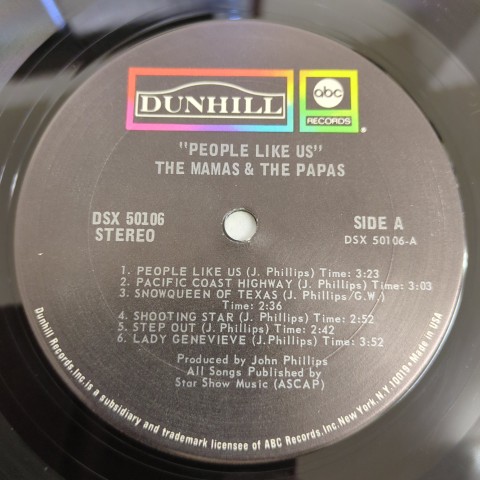 DUNHILL
abc
RECORDS
"PEOPLE LIKE US"
THE MAMAS & THE PAPAS
DSX 50106
STEREO
SIDE A
DSX 50106-A
1. PEOPLE LIKE US (J. Phillips) Time: 3:23
2. PACIFIC COAST HIGHWAY (J. Phillips) Time: 3:03
3. SNOWQUEEN OF TEXAS (J. Phillips/G.W.)
Time: 2:36
4. SHOOTING STAR (J. Phillips) Time: 2:52
5. STEP OUT (J. Phillips) Time: 2:42
6. LADY GENEVIEVE (J.Phillips) Time: 3:52
Produced by John Phillips
All Songs Published by
Star Show Music (ASCAP)
Dunhill Records,Inc.is a subsidiary and trademark licensee of ABC Records,Inc.New York,N.Y. 10019 • Made in USA